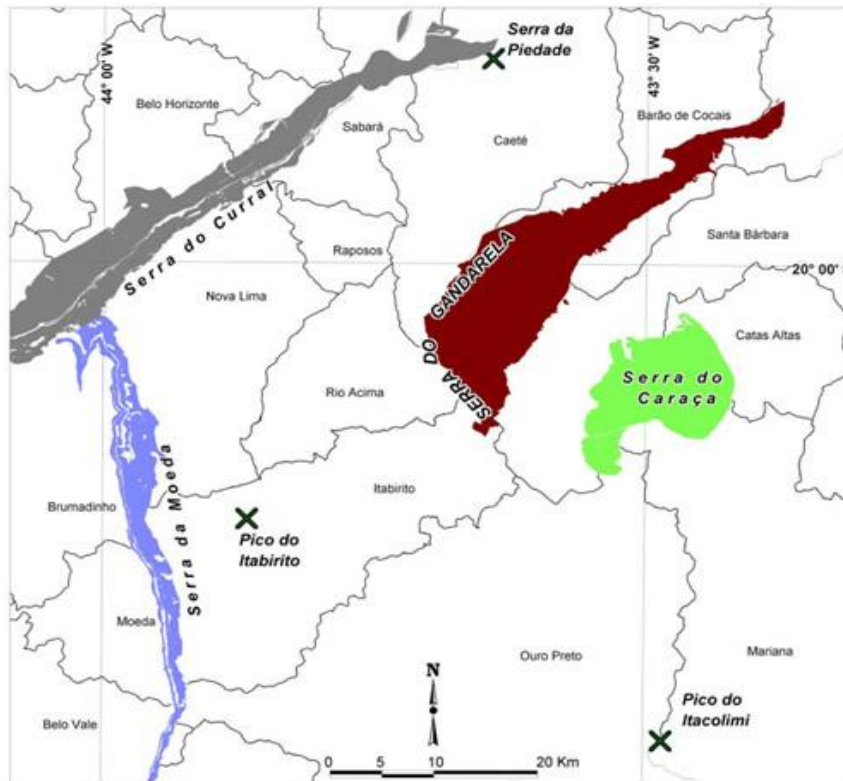 Serra da
Piedade
44° 00' W
43° 30' W
Belo Horizonte
Barão de Cocais
Sabará
Caeté
Serra do Curral
Raposos
Santa Bárbara
20° 00'
Nova Lima
SERRA DO GANDARELA
Catas Altas
Serra do
Caraça
Rio Acima
Itabirito
Brumadinho
Serra da Moeda
Pico do
Itabirito
Moeda
Ouro Preto
Mariana
N
Belo Vale
Pico do
Itacolimi
0 5 10 20 Km